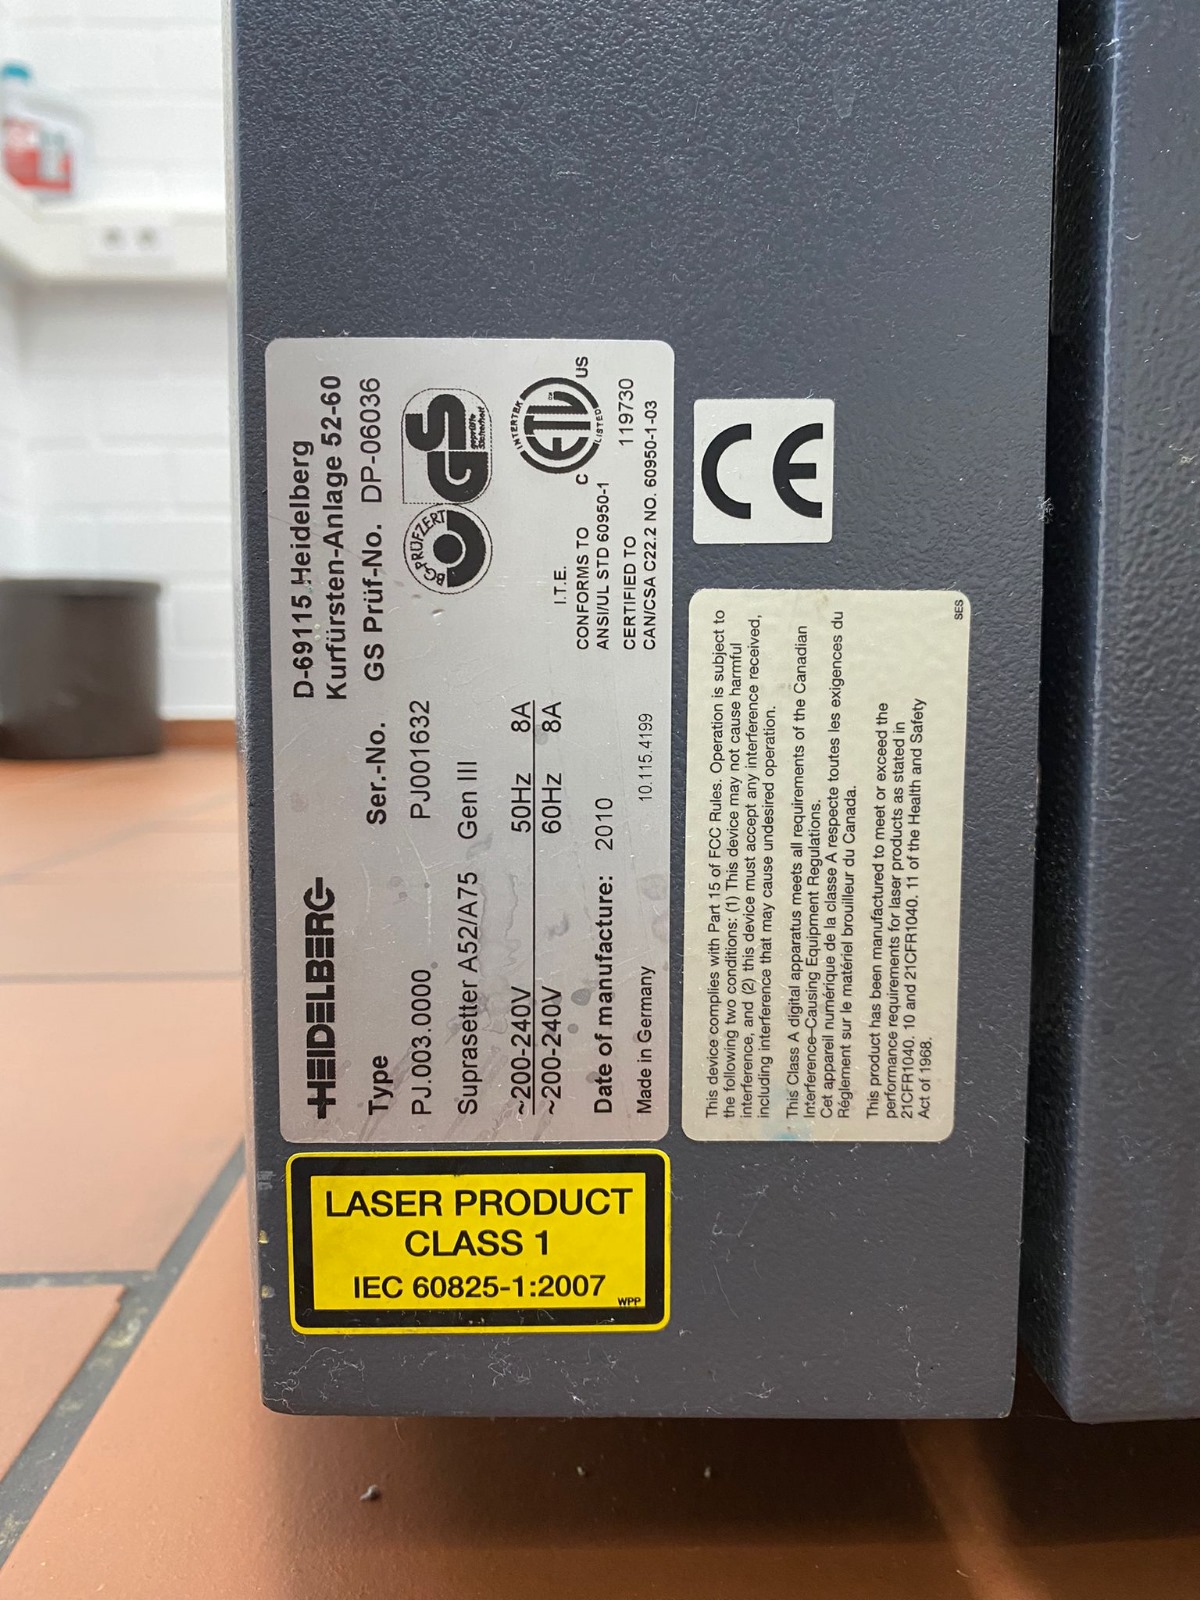 HEIDELBERG
D-69115 Heidelberg
Kurfürsten-Anlage 52-60
Type Ser.-No. GS Prüf-No. DP-06036
PJ.003.0000 PJ001632
Suprasetter A52/A75 Gen III
~200-240V 50Hz 8A
~200-240V 60Hz 8A
Date of manufacture: 2010
Made in Germany 10.115.4199
BG-PRÜFZERT
GS
geprüfte
Sicherheit
INTERTEK
ETL
LISTED
C US
I.T.E.
CONFORMS TO
ANSI/UL STD 60950-1
CERTIFIED TO 119730
CAN/CSA C22.2 NO. 60950-1-03
CE
This device complies with Part 15 of FCC Rules. Operation is subject to
the following two conditions: (1) This device may not cause harmful
interference, and (2) this device must accept any interference received,
including interference that may cause undesired operation.
This Class A digital apparatus meets all requirements of the Canadian
Interference-Causing Equipment Regulations.
Cet appareil numérique de la classe A respecte toutes les exigences du
Réglement sur le matériel brouilleur du Canada.
This product has been manufactured to meet or exceed the
performance requirements for laser products as stated in
21CFR1040. 10 and 21CFR1040. 11 of the Health and Safety
Act of 1968.
SES
LASER PRODUCT
CLASS 1
IEC 60825-1:2007
WPP